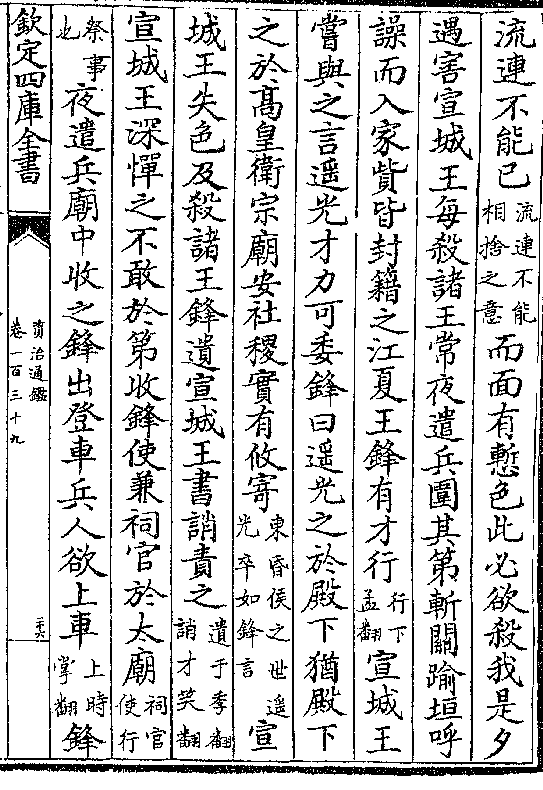 流連不能已流連不能相捨之意而面有慙色此必欲殺我是夕
遇害宣城王每殺諸王常夜遣兵圍其第斬關踰垣呼
譟而入家貲皆封籍之江夏王鋒有才行行下孟翻宣城王
嘗與之言遥光才力可委鋒曰遥光之於殿下猶殿下
之於高皇衛宗廟安社稷實有攸寄東昏侯之世遥光卒如鋒言宣
城王失色及殺諸王鋒遺宣城王書誚責之遺于季翻誚才笑翻
宣城王深憚之不敢於第收鋒使兼祠官於太廟祠官使行
祭事也夜遣兵廟中收之鋒出登車兵人欲上車上時掌翻鋒
欽定四庫全書
資治通鑑
卷一百三十九
二六